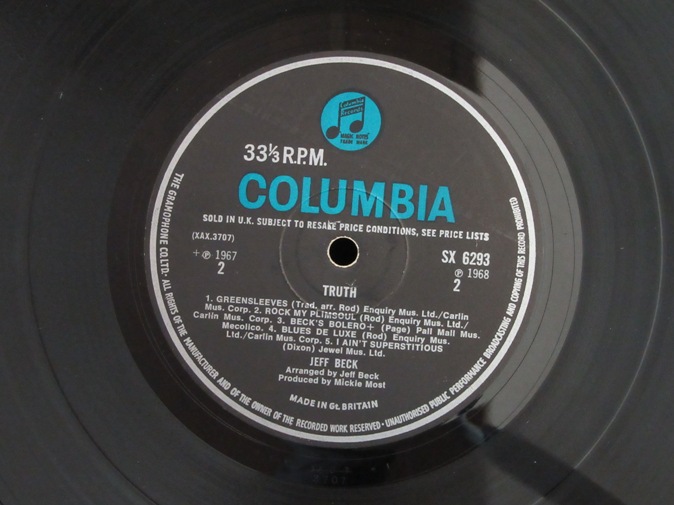 Columbia
Records
MAGIC NOTES
TRADE MARK
33⅓ R.P.M.
COLUMBIA
SOLD IN U.K. SUBJECT TO RESALE PRICE CONDITIONS, SEE PRICE LISTS
(XAX.3707)
SX 6293
+ ℗ 1967
℗ 1968
2
2
TRUTH
1. GREENSLEEVES (Trad. arr. Rod) Enquiry Mus. Ltd./Carlin
Mus. Corp. 2. ROCK MY PLIMSOUL (Rod) Enquiry Mus. Ltd./
Carlin Mus. Corp. 3. BECK'S BOLERO+ (Page) Pall Mall Mus.
Mecolico. 4. BLUES DE LUXE (Rod) Enquiry Mus.
Ltd./Carlin Mus. Corp. 5. I AIN'T SUPERSTITIOUS
(Dixon) Jewel Mus. Ltd.
JEFF BECK
Arranged by Jeff Beck
Produced by Mickie Most
MADE IN Gt. BRITAIN
THE GRAMOPHONE CO. LTD. · ALL RIGHTS OF THE MANUFACTURER AND OF THE OWNER OF THE RECORDED WORK RESERVED · UNAUTHORISED PUBLIC PERFORMANCE BROADCASTING AND COPYING OF THIS RECORD PROHIBITED